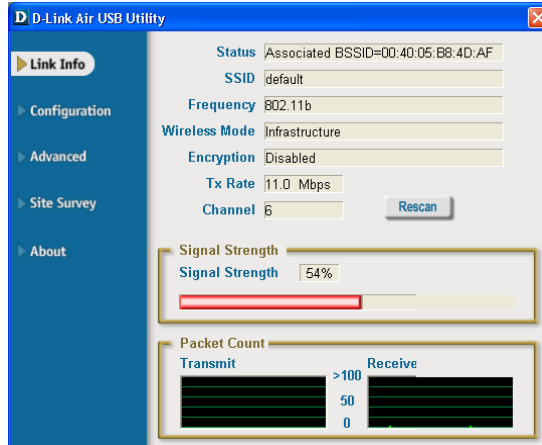 D D-Link Air USB Utility
Link Info
Configuration
Advanced
Site Survey
About
Status Associated BSSID=00:40:05:B8:4D:AF
SSID default
Frequency 802.11b
Wireless Mode Infrastructure
Encryption Disabled
Tx Rate 11.0 Mbps
Channel 6
Rescan
Signal Strength
Signal Strength 54%
Packet Count
Transmit Receive
>100
50
0